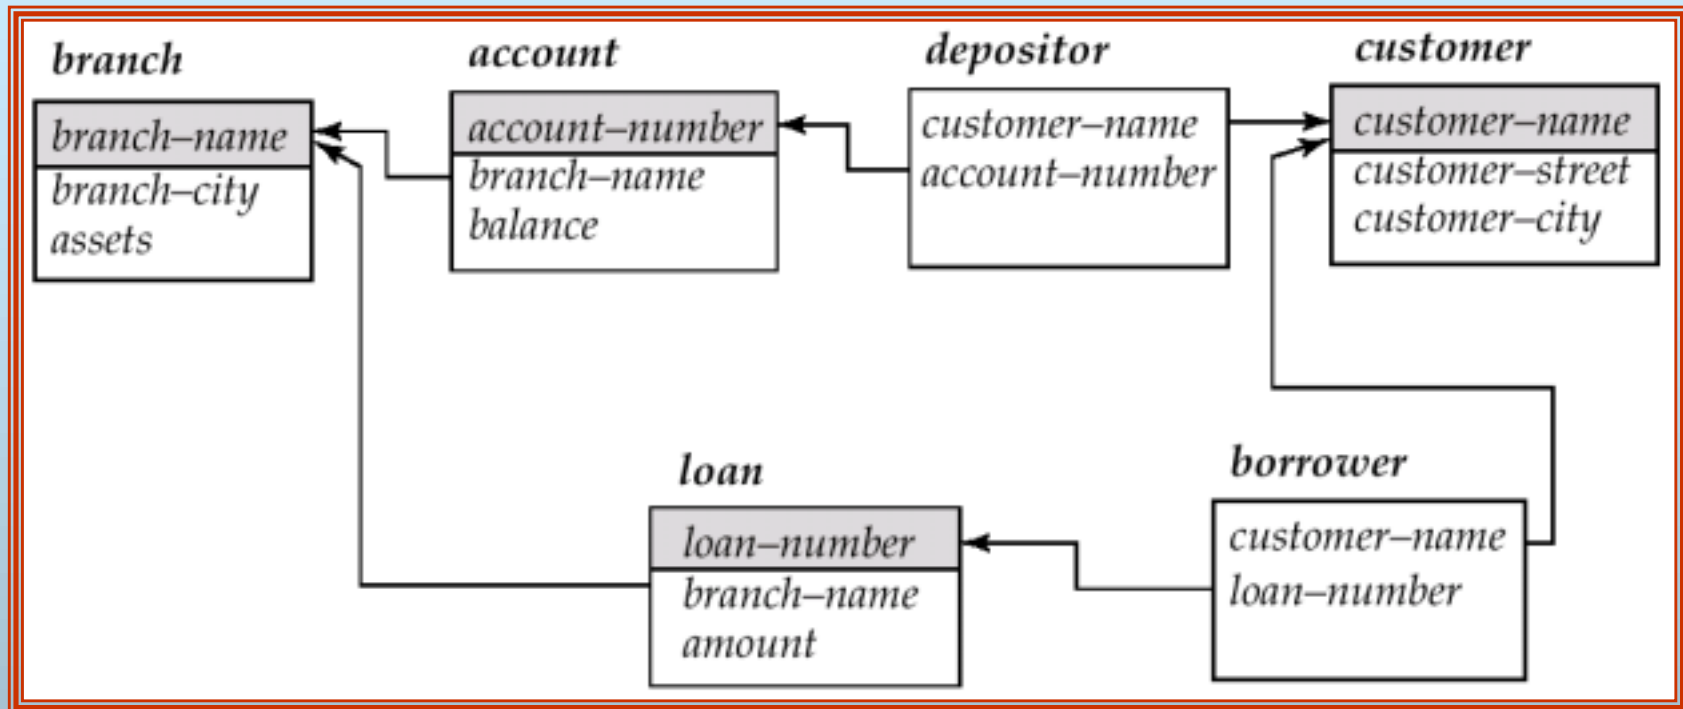 branch
branch–name
branch–city
assets
account
account–number
branch–name
balance
depositor
customer–name
account–number
customer
customer–name
customer–street
customer–city
loan
loan–number
branch–name
amount
borrower
customer–name
loan–number